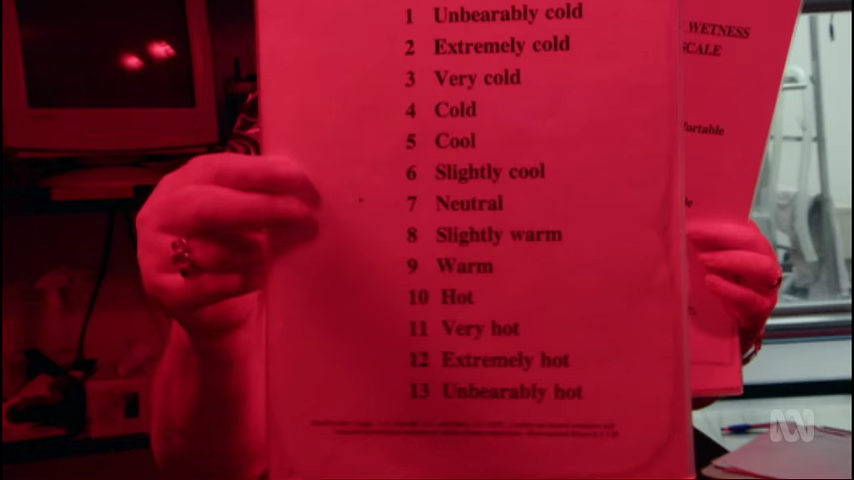 1 Unbearably cold
2 Extremely cold
3 Very cold
4 Cold
5 Cool
6 Slightly cool
7 Neutral
8 Slightly warm
9 Warm
10 Hot
11 Very hot
12 Extremely hot
13 Unbearably hot
WETNESS
SCALE